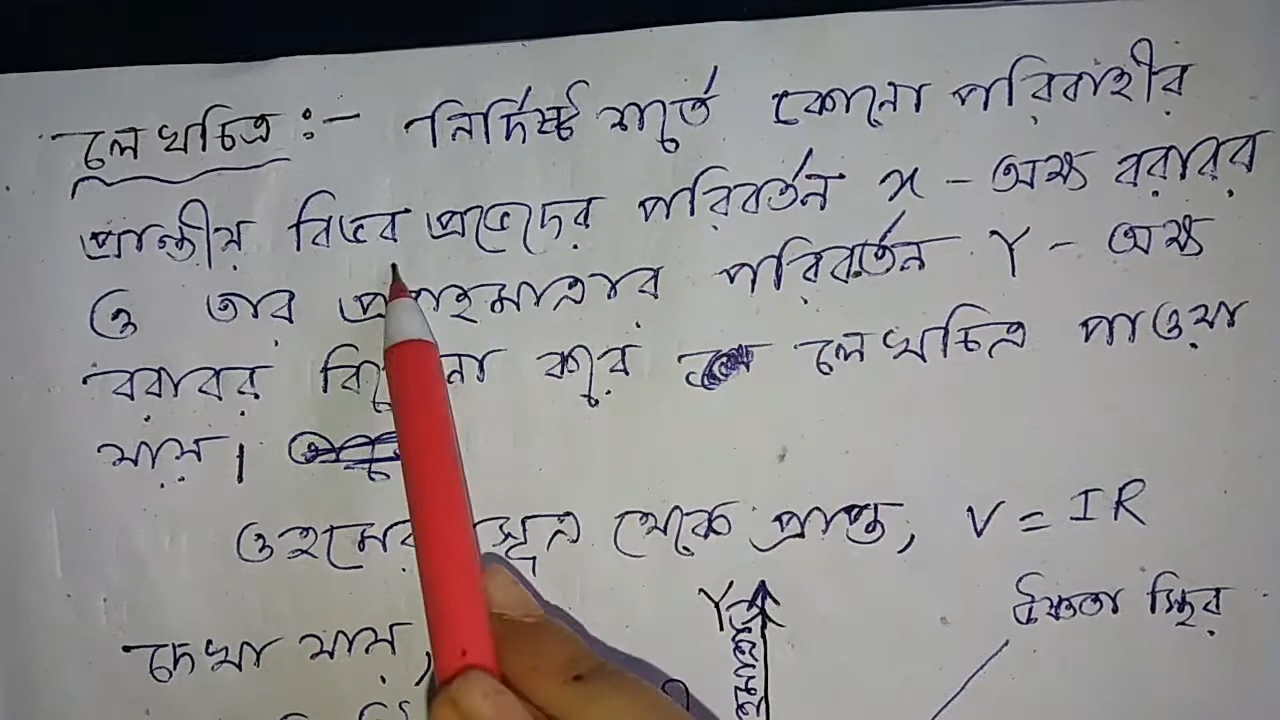 লেখচিত্র :- নির্দিষ্ট শর্তে কোনো পরিবাহীর
প্রান্তীয় বিভব প্রভেদের পরিবর্তন x - অক্ষ বরাবর
ও তার পরিবর্তন Y - অক্ষ
বরাবর করে লেখচিত্র পাওয়া
যায়।
ওহমের সূত্র থেকে প্রাপ্ত, V = IR
Y
উষ্ণতা স্থির
দেখা যায়,